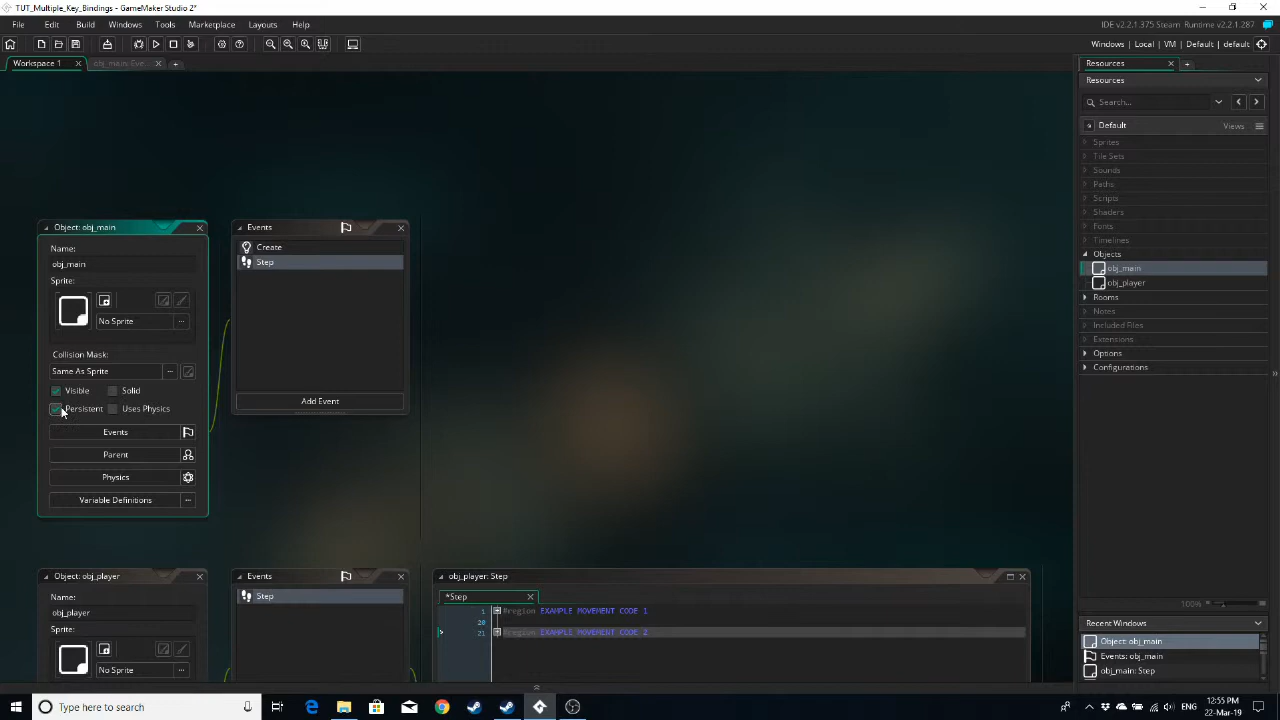 TUT_Multiple_Key_Bindings - GameMaker Studio 2*
File Edit Build Windows Tools Marketplace Layouts Help
IDE v2.2.1.375 Steam Runtime v2.2.1.287
Windows | Local | VM | Default | default
Workspace 1
obj_main: Eve...
Resources
Resources
Search...
Default
Views
Sprites
Tile Sets
Sounds
Paths
Scripts
Shaders
Fonts
Timelines
Objects
obj_main
obj_player
Rooms
Notes
Included Files
Extensions
Options
Configurations
100%
Recent Windows
Object: obj_main
Events: obj_main
obj_main: Step
Object: obj_main
Name:
obj_main
Sprite:
No Sprite
Collision Mask:
Same As Sprite
Visible
Solid
Persistent
Uses Physics
Events
Parent
Physics
Variable Definitions
Events
Create
Step
Add Event
Object: obj_player
Name:
obj_player
Sprite:
No Sprite
Events
Step
obj_player: Step
*Step
1 #region EXAMPLE MOVEMENT CODE 1
20
21 #region EXAMPLE MOVEMENT CODE 2
Type here to search
12:55 PM
22-Mar-19